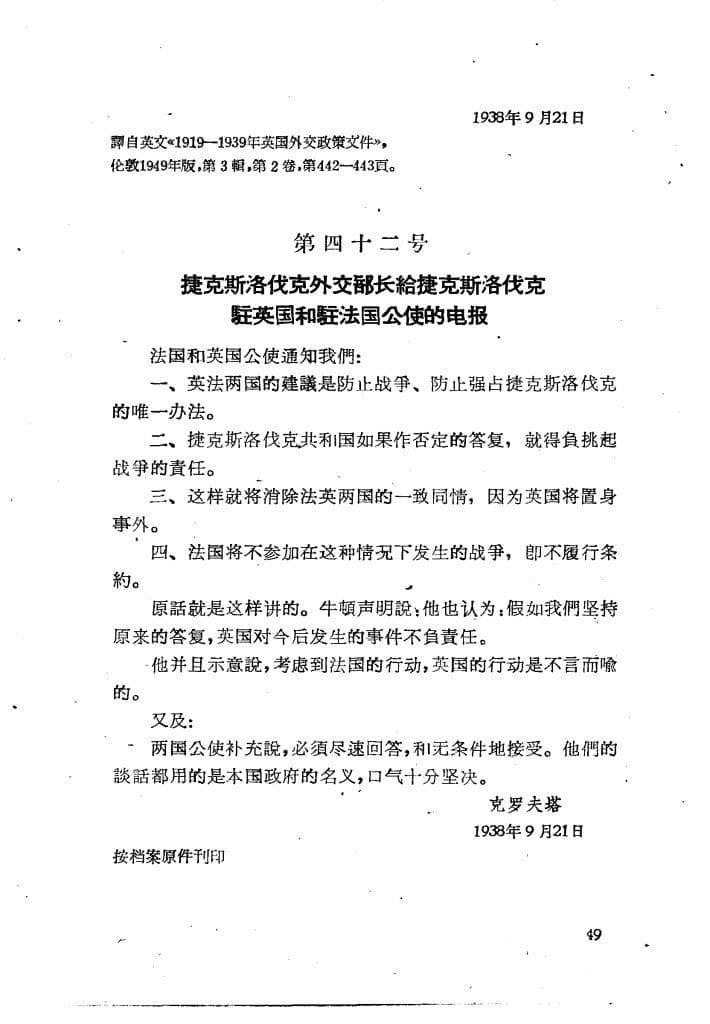 1938年9月21日
譯自英文«1919—1939年英国外交政策文件»,
伦敦1949年版,第3輯,第2卷,第442—443頁。
第四十二号
捷克斯洛伐克外交部长給捷克斯洛伐克
駐英国和駐法国公使的电报
法国和英国公使通知我們:
一、英法两国的建議是防止战爭、防止强占捷克斯洛伐克
的唯一办法。
二、捷克斯洛伐克共和国如果作否定的答复，就得負挑起
战爭的責任。
三、这样就将消除法英两国的一致同情，因为英国将置身
事外。
四、法国将不参加在这种情况下发生的战爭，即不履行条
約。
原話就是这样讲的。牛頓声明說:他也认为:假如我們坚持
原来的答复,英国对今后发生的事件不負責任。
他并且示意說,考虑到法国的行动,英国的行动是不言而喩
的。
又及:
两国公使补充說,必須尽速回答,和无条件地接受。他們的
談話都用的是本国政府的名义,口气十分坚决。
克罗夫塔
1938年9月21日
按档案原件刊印
49